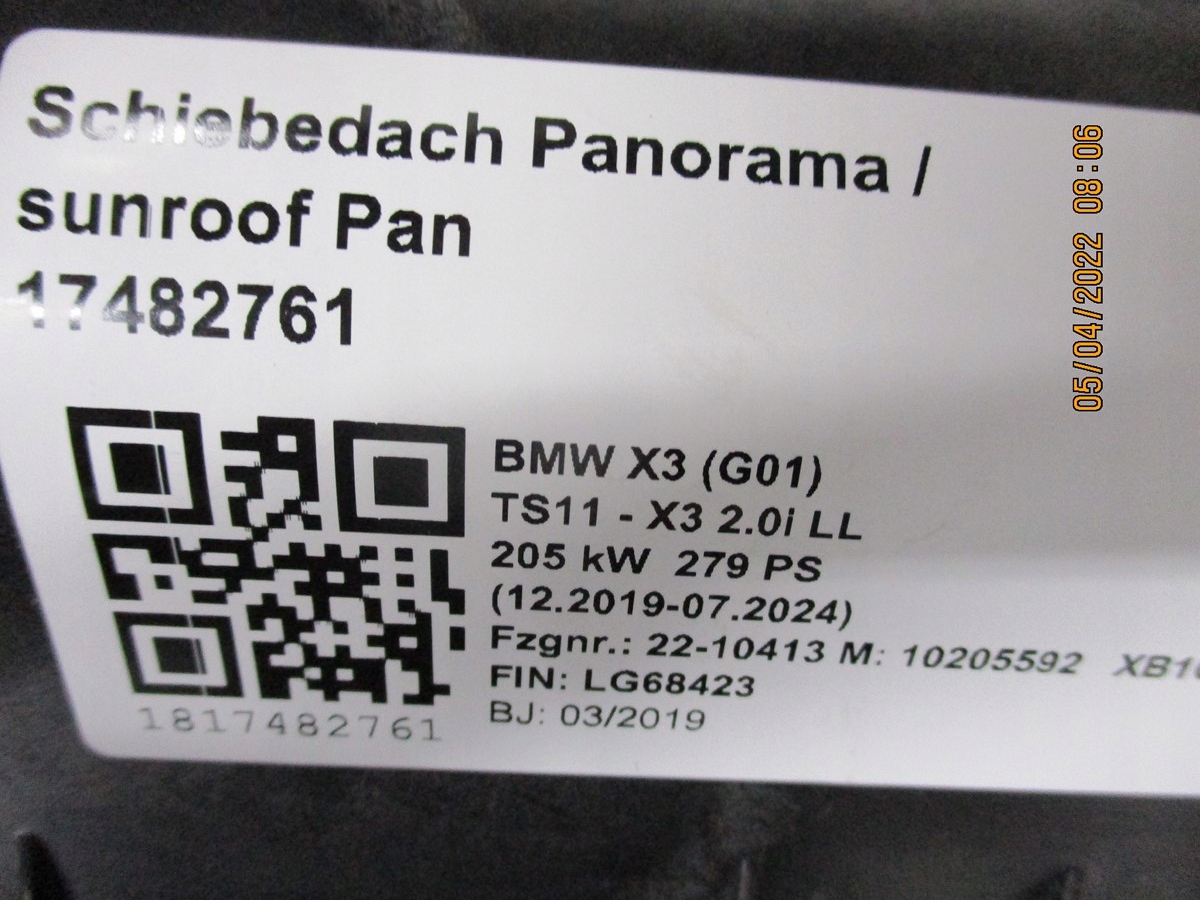 Schiebedach Panorama /
sunroof Pan
17482761
BMW X3 (G01)
TS11 - X3 2.0i LL
205 kW 279 PS
(12.2019-07.2024)
Fzgnr.: 22-10413 M: 10205592
FIN: LG68423
BJ: 03/2019
1817482761
05/04/2022 08:06